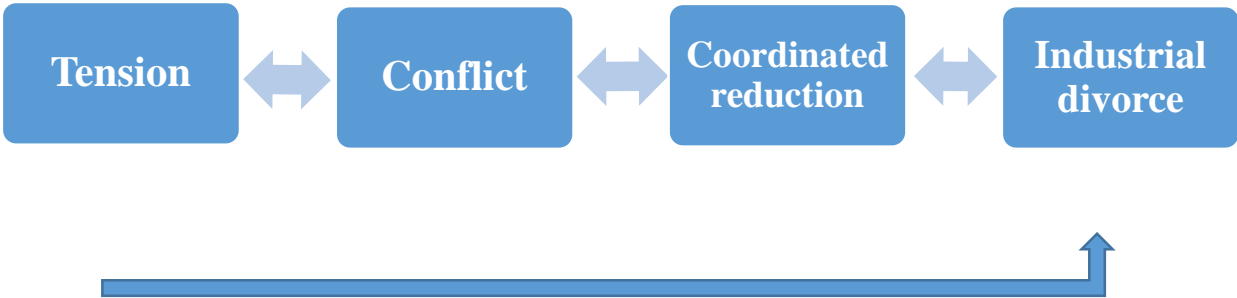 Tension
Conflict
Coordinated
reduction
Industrial
divorce